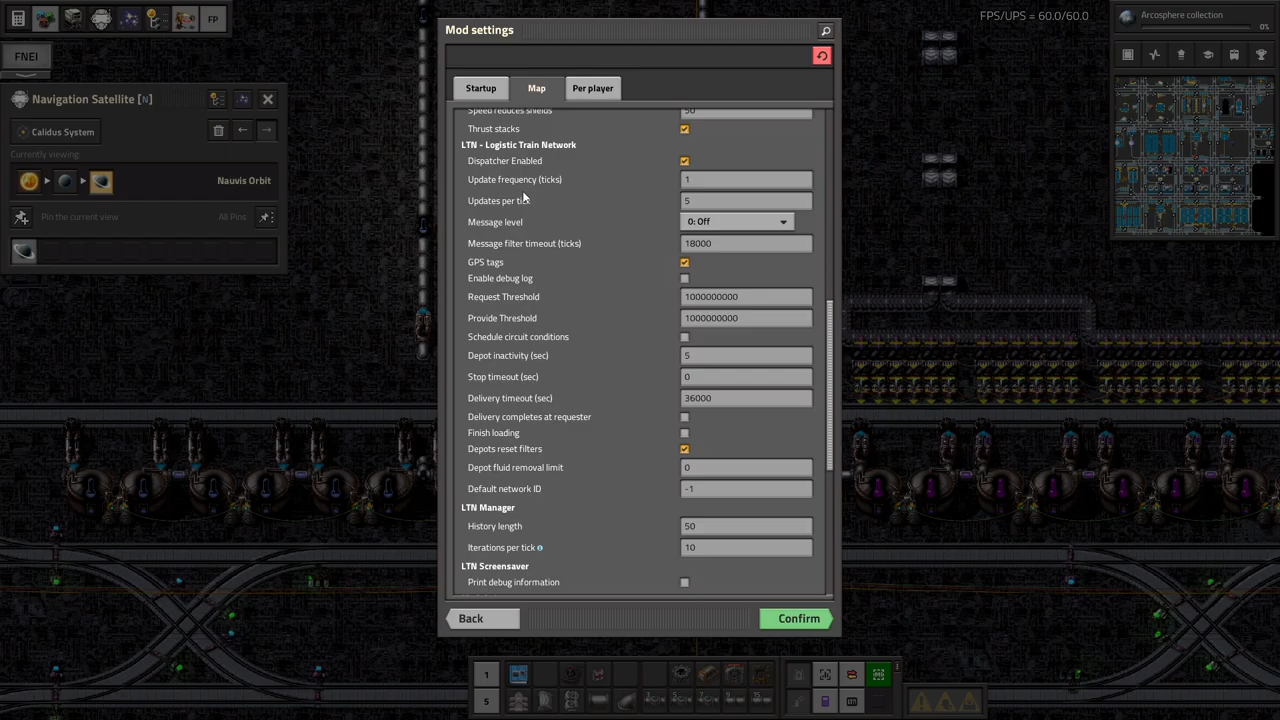 FP
Mod settings
FPS/UPS = 60.0/60.0
Arcosphere collection
0%
FNEI
Startup
Map
Per player
Navigation Satellite [N]
Calidus System
Currently viewing:
Nauvis Orbit
Pin the current view
All Pins
Speed reduces shields 50
Thrust stacks
LTN - Logistic Train Network
Dispatcher Enabled
Update frequency (ticks) 1
Updates per 5
Message level 0: Off
Message filter timeout (ticks) 18000
GPS tags
Enable debug log
Request Threshold 1000000000
Provide Threshold 1000000000
Schedule circuit conditions
Depot inactivity (sec) 5
Stop timeout (sec) 0
Delivery timeout (sec) 36000
Delivery completes at requester
Finish loading
Depots reset filters
Depot fluid removal limit 0
Default network ID -1
LTN Manager
History length 50
Iterations per tick 10
LTN Screensaver
Print debug information
Back
Confirm
1
5